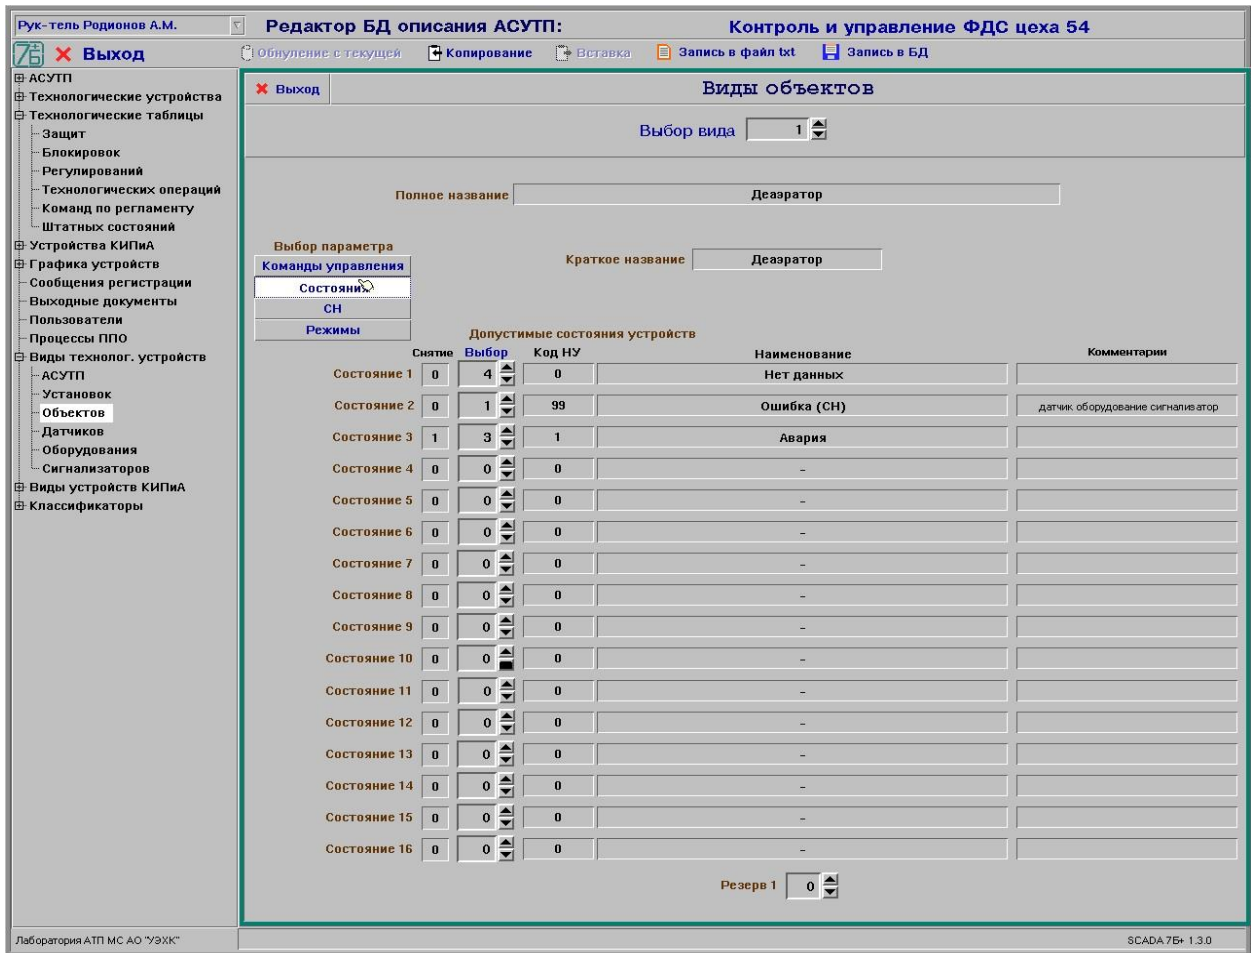 Рук-тель Родионов А.М. Редактор БД описания АСУТП: Контроль и управление ФДС цеха 54
7Б+ Выход Обнуление с текущей Копирование Вставка Запись в файл txt Запись в БД
АСУТП
Технологические устройства
Технологические таблицы
Защит
Блокировок
Регулирований
Технологических операций
Команд по регламенту
Штатных состояний
Устройства КИПиА
Графика устройств
Сообщения регистрации
Выходные документы
Пользователи
Процессы ППО
Виды технолог. устройств
АСУТП
Установок
Объектов
Датчиков
Оборудования
Сигнализаторов
Виды устройств КИПиА
Классификаторы
Выход Виды объектов
Выбор вида 1
Полное название Деаэратор
Выбор параметра
Краткое название Деаэратор
Команды управления
Состояния
СН
Режимы
Допустимые состояния устройств
Снятие Выбор Код НУ Наименование Комментарии
Состояние 1 0 4 0 Нет данных
Состояние 2 0 1 99 Ошибка (СН) датчик оборудование сигнализатор
Состояние 3 1 3 1 Авария
Состояние 4 0 0 0 -
Состояние 5 0 0 0 -
Состояние 6 0 0 0 -
Состояние 7 0 0 0 -
Состояние 8 0 0 0 -
Состояние 9 0 0 0 -
Состояние 10 0 0 0 -
Состояние 11 0 0 0 -
Состояние 12 0 0 0 -
Состояние 13 0 0 0 -
Состояние 14 0 0 0 -
Состояние 15 0 0 0 -
Состояние 16 0 0 0 -
Резерв 1 0
Лаборатория АТП МС АО "УЭХК" SCADA 7Б+ 1.3.0